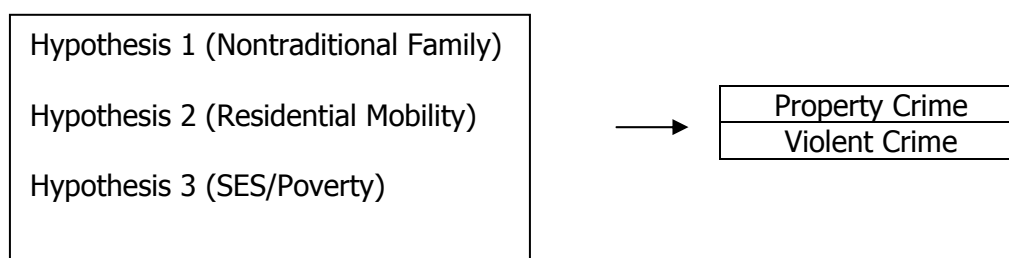 Hypothesis 1 (Nontraditional Family)
Hypothesis 2 (Residential Mobility)
Hypothesis 3 (SES/Poverty)
Property Crime
Violent Crime